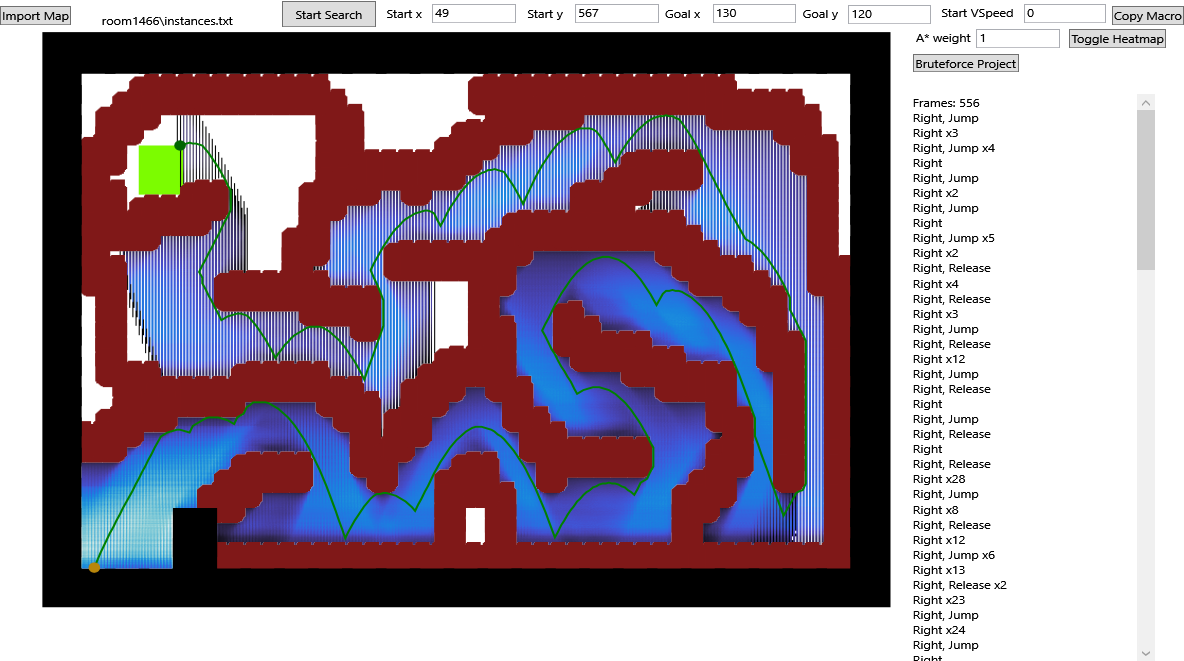 Import Map
room1466\instances.txt
Start Search
Start x 49
Start y 567
Goal x 130
Goal y 120
Start VSpeed 0
Copy Macro
A* weight 1
Toggle Heatmap
Bruteforce Project
Frames: 556
Right, Jump
Right x3
Right, Jump x4
Right
Right, Jump
Right x2
Right, Jump
Right
Right, Jump x5
Right x2
Right, Release
Right x4
Right, Release
Right x3
Right, Jump
Right, Release
Right x12
Right, Jump
Right, Release
Right
Right, Jump
Right, Release
Right
Right, Release
Right x28
Right, Jump
Right x8
Right, Release
Right x12
Right, Jump x6
Right x13
Right, Release x2
Right x23
Right, Jump
Right x24
Right, Jump
Right